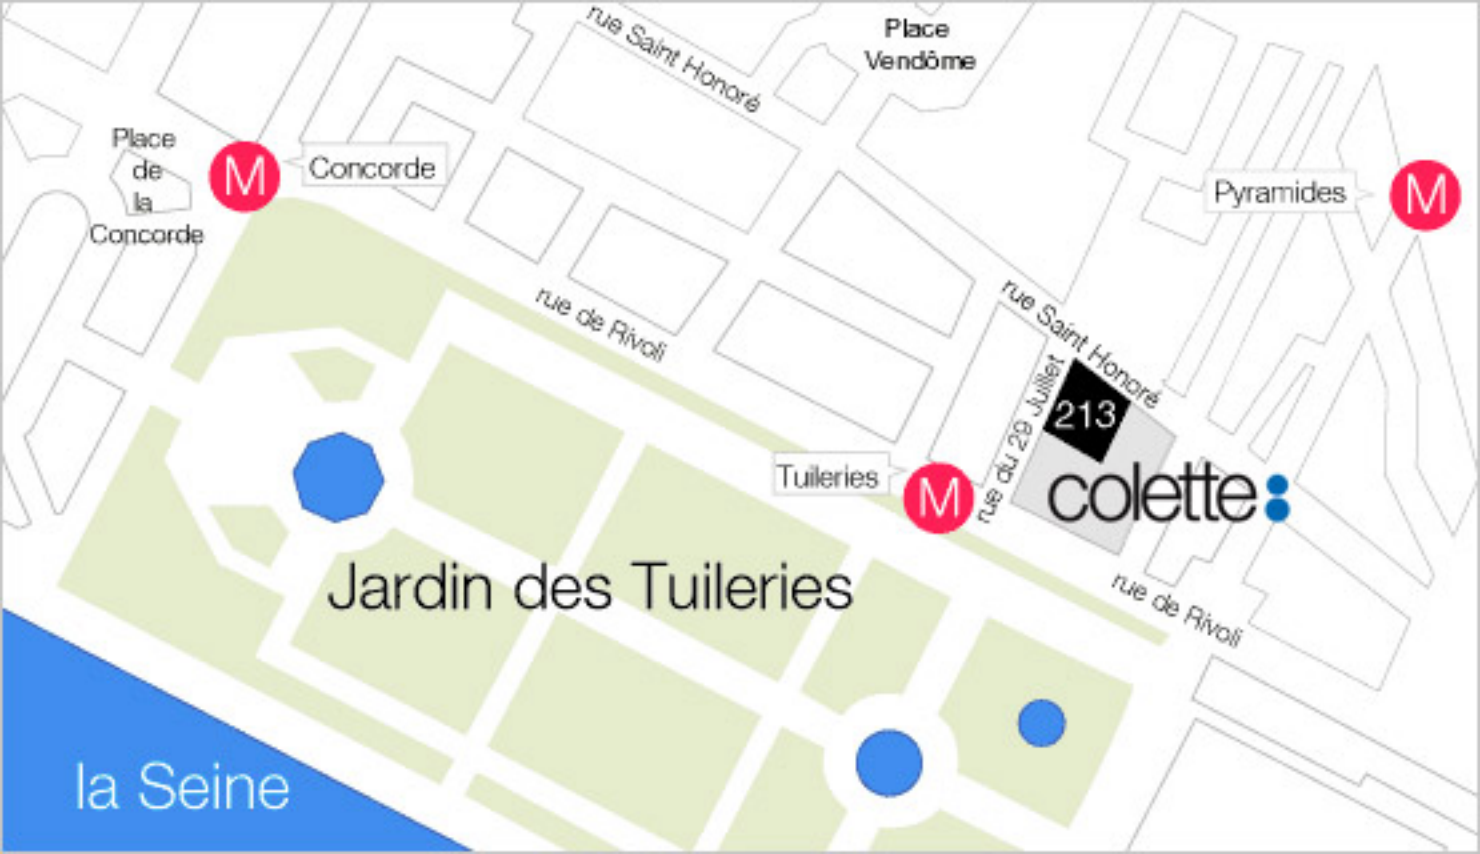 rue Saint Honoré
Place
Vendôme
Place
de
la
Concorde
M
Concorde
Pyramides
M
rue de Rivoli
rue Saint Honoré
rue du 29 Juillet
213
Tuileries
M
colette
Jardin des Tuileries
rue de Rivoli
la Seine